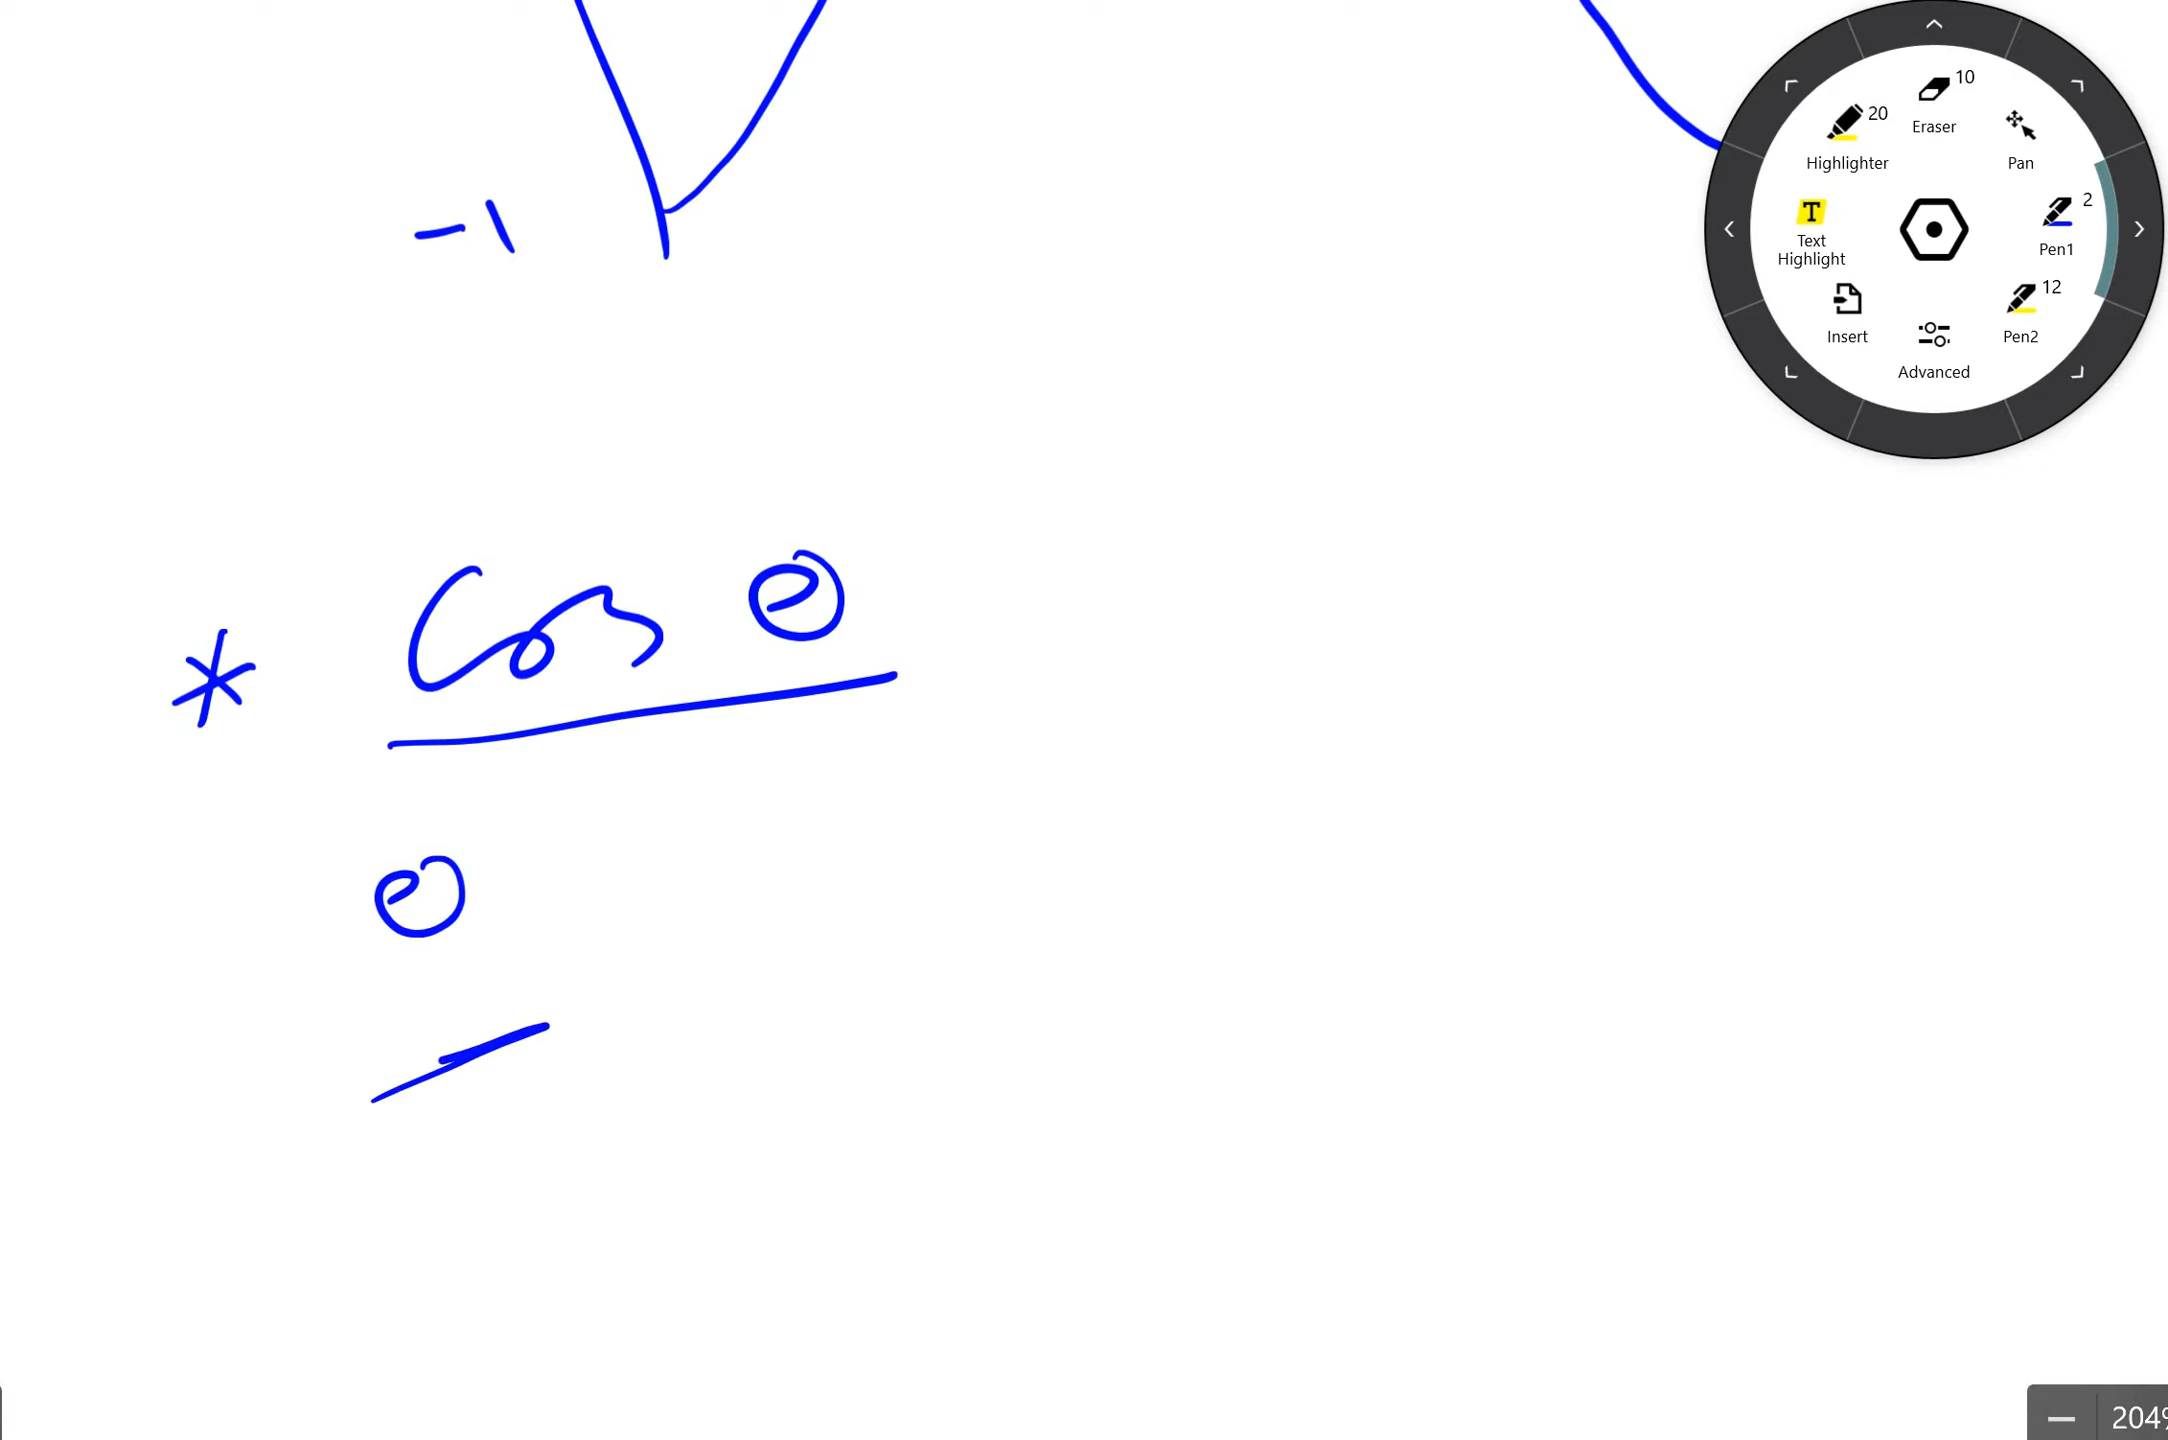 -1
10
Eraser
20
Highlighter
Pan
2
Pen1
T
Text
Highlight
12
Pen2
Insert
Advanced
* Cos θ
θ
204%